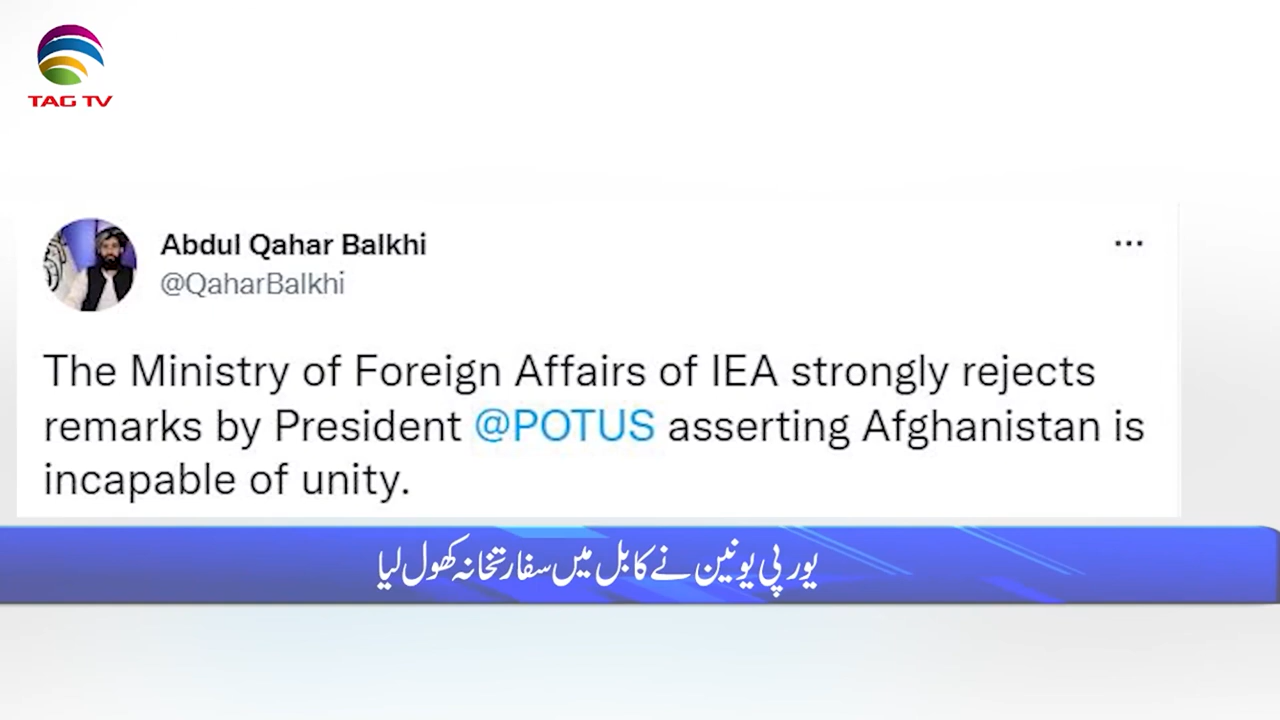 TAG TV
Abdul Qahar Balkhi
@QaharBalkhi
...
The Ministry of Foreign Affairs of IEA strongly rejects
remarks by President @POTUS asserting Afghanistan is
incapable of unity.
یورپی یونین نے کابل میں سفارتخانہ کھول لیا